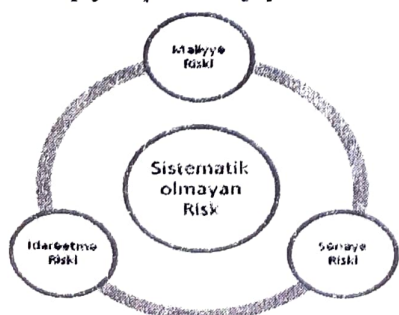 Maliyyə
Riski
Sistematik
olmayan
Risk
İdarəetmə
Riski
Sənaye
Riski